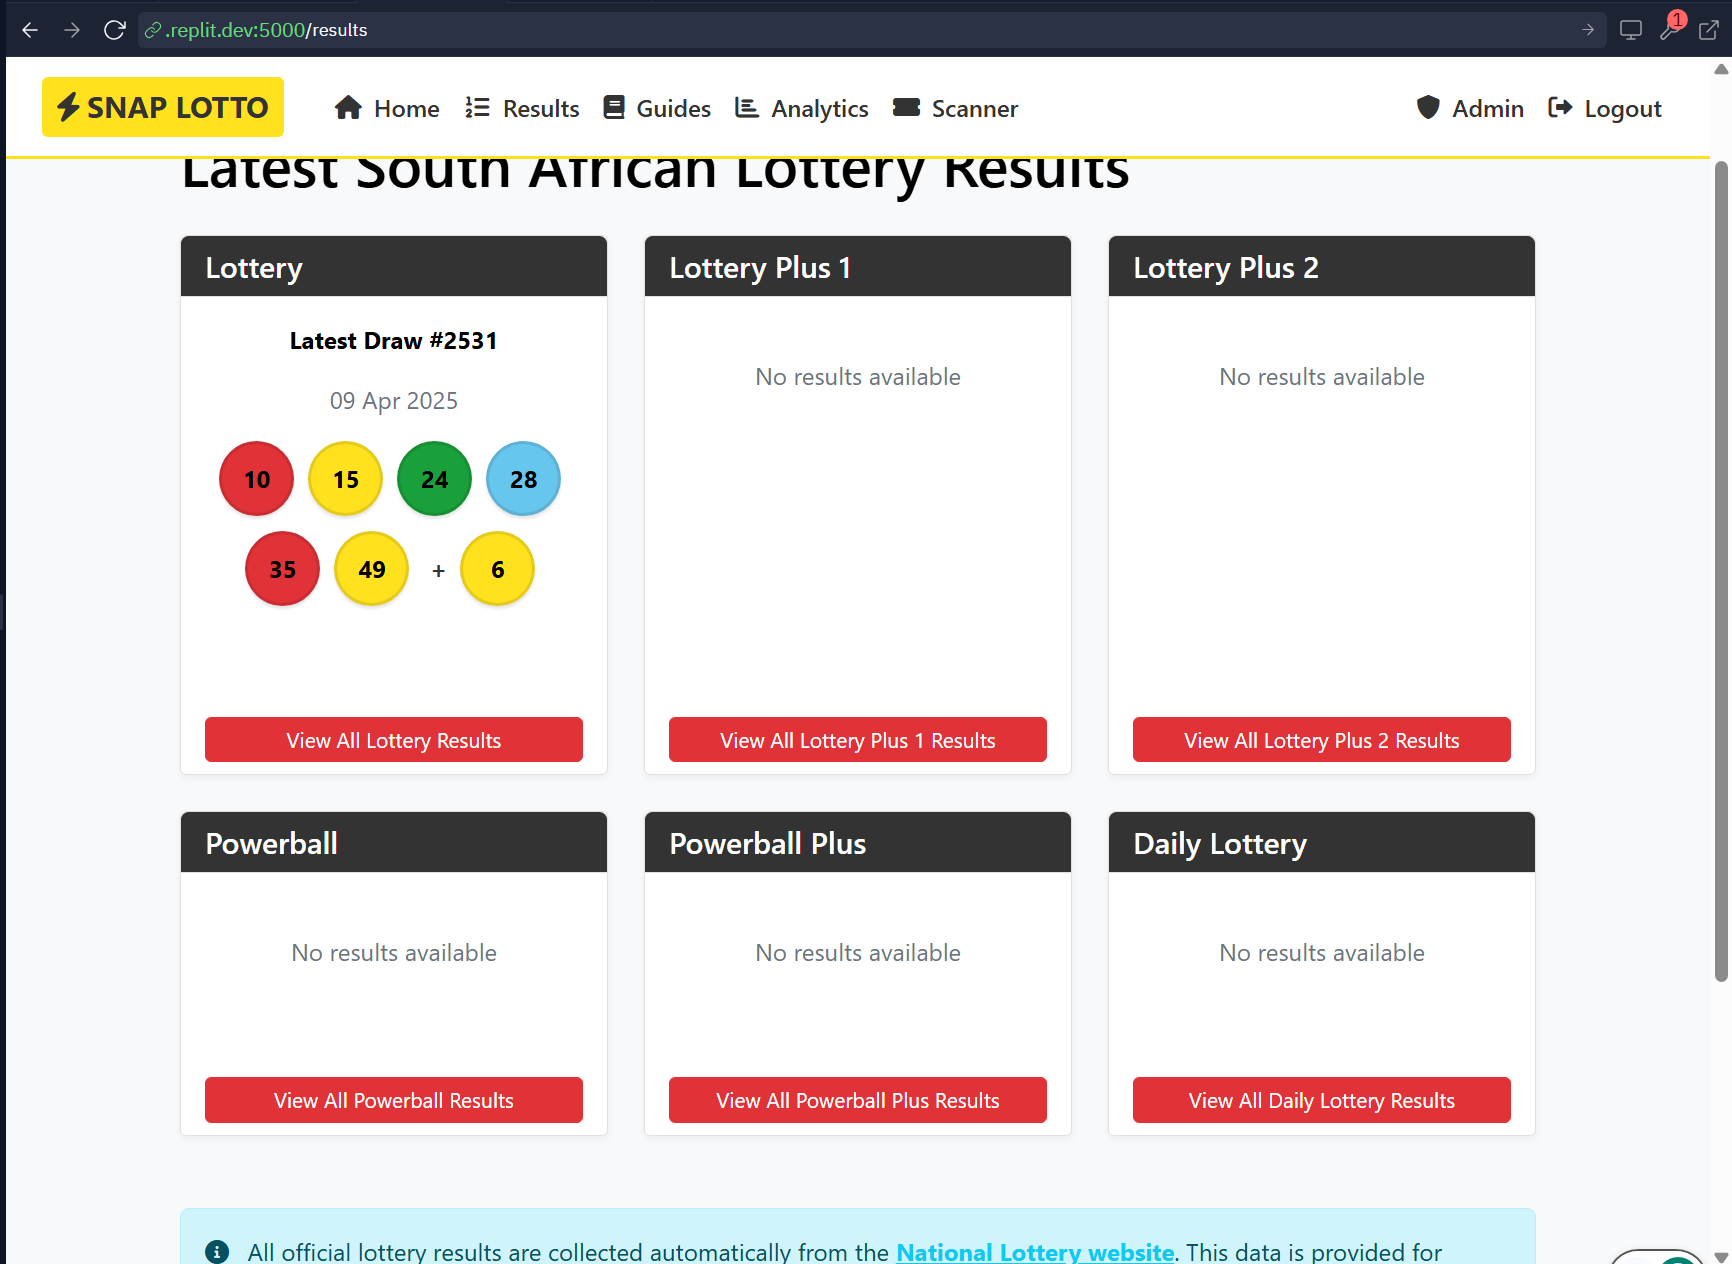 .replit.dev:5000/results
1
SNAP LOTTO
Home
Results
Guides
Analytics
Scanner
Admin
Logout
Latest South African Lottery Results
Lottery
Latest Draw #2531
09 Apr 2025
10 15 24 28
35 49 + 6
View All Lottery Results
Lottery Plus 1
No results available
View All Lottery Plus 1 Results
Lottery Plus 2
No results available
View All Lottery Plus 2 Results
Powerball
No results available
View All Powerball Results
Powerball Plus
No results available
View All Powerball Plus Results
Daily Lottery
No results available
View All Daily Lottery Results
All official lottery results are collected automatically from the National Lottery website. This data is provided for